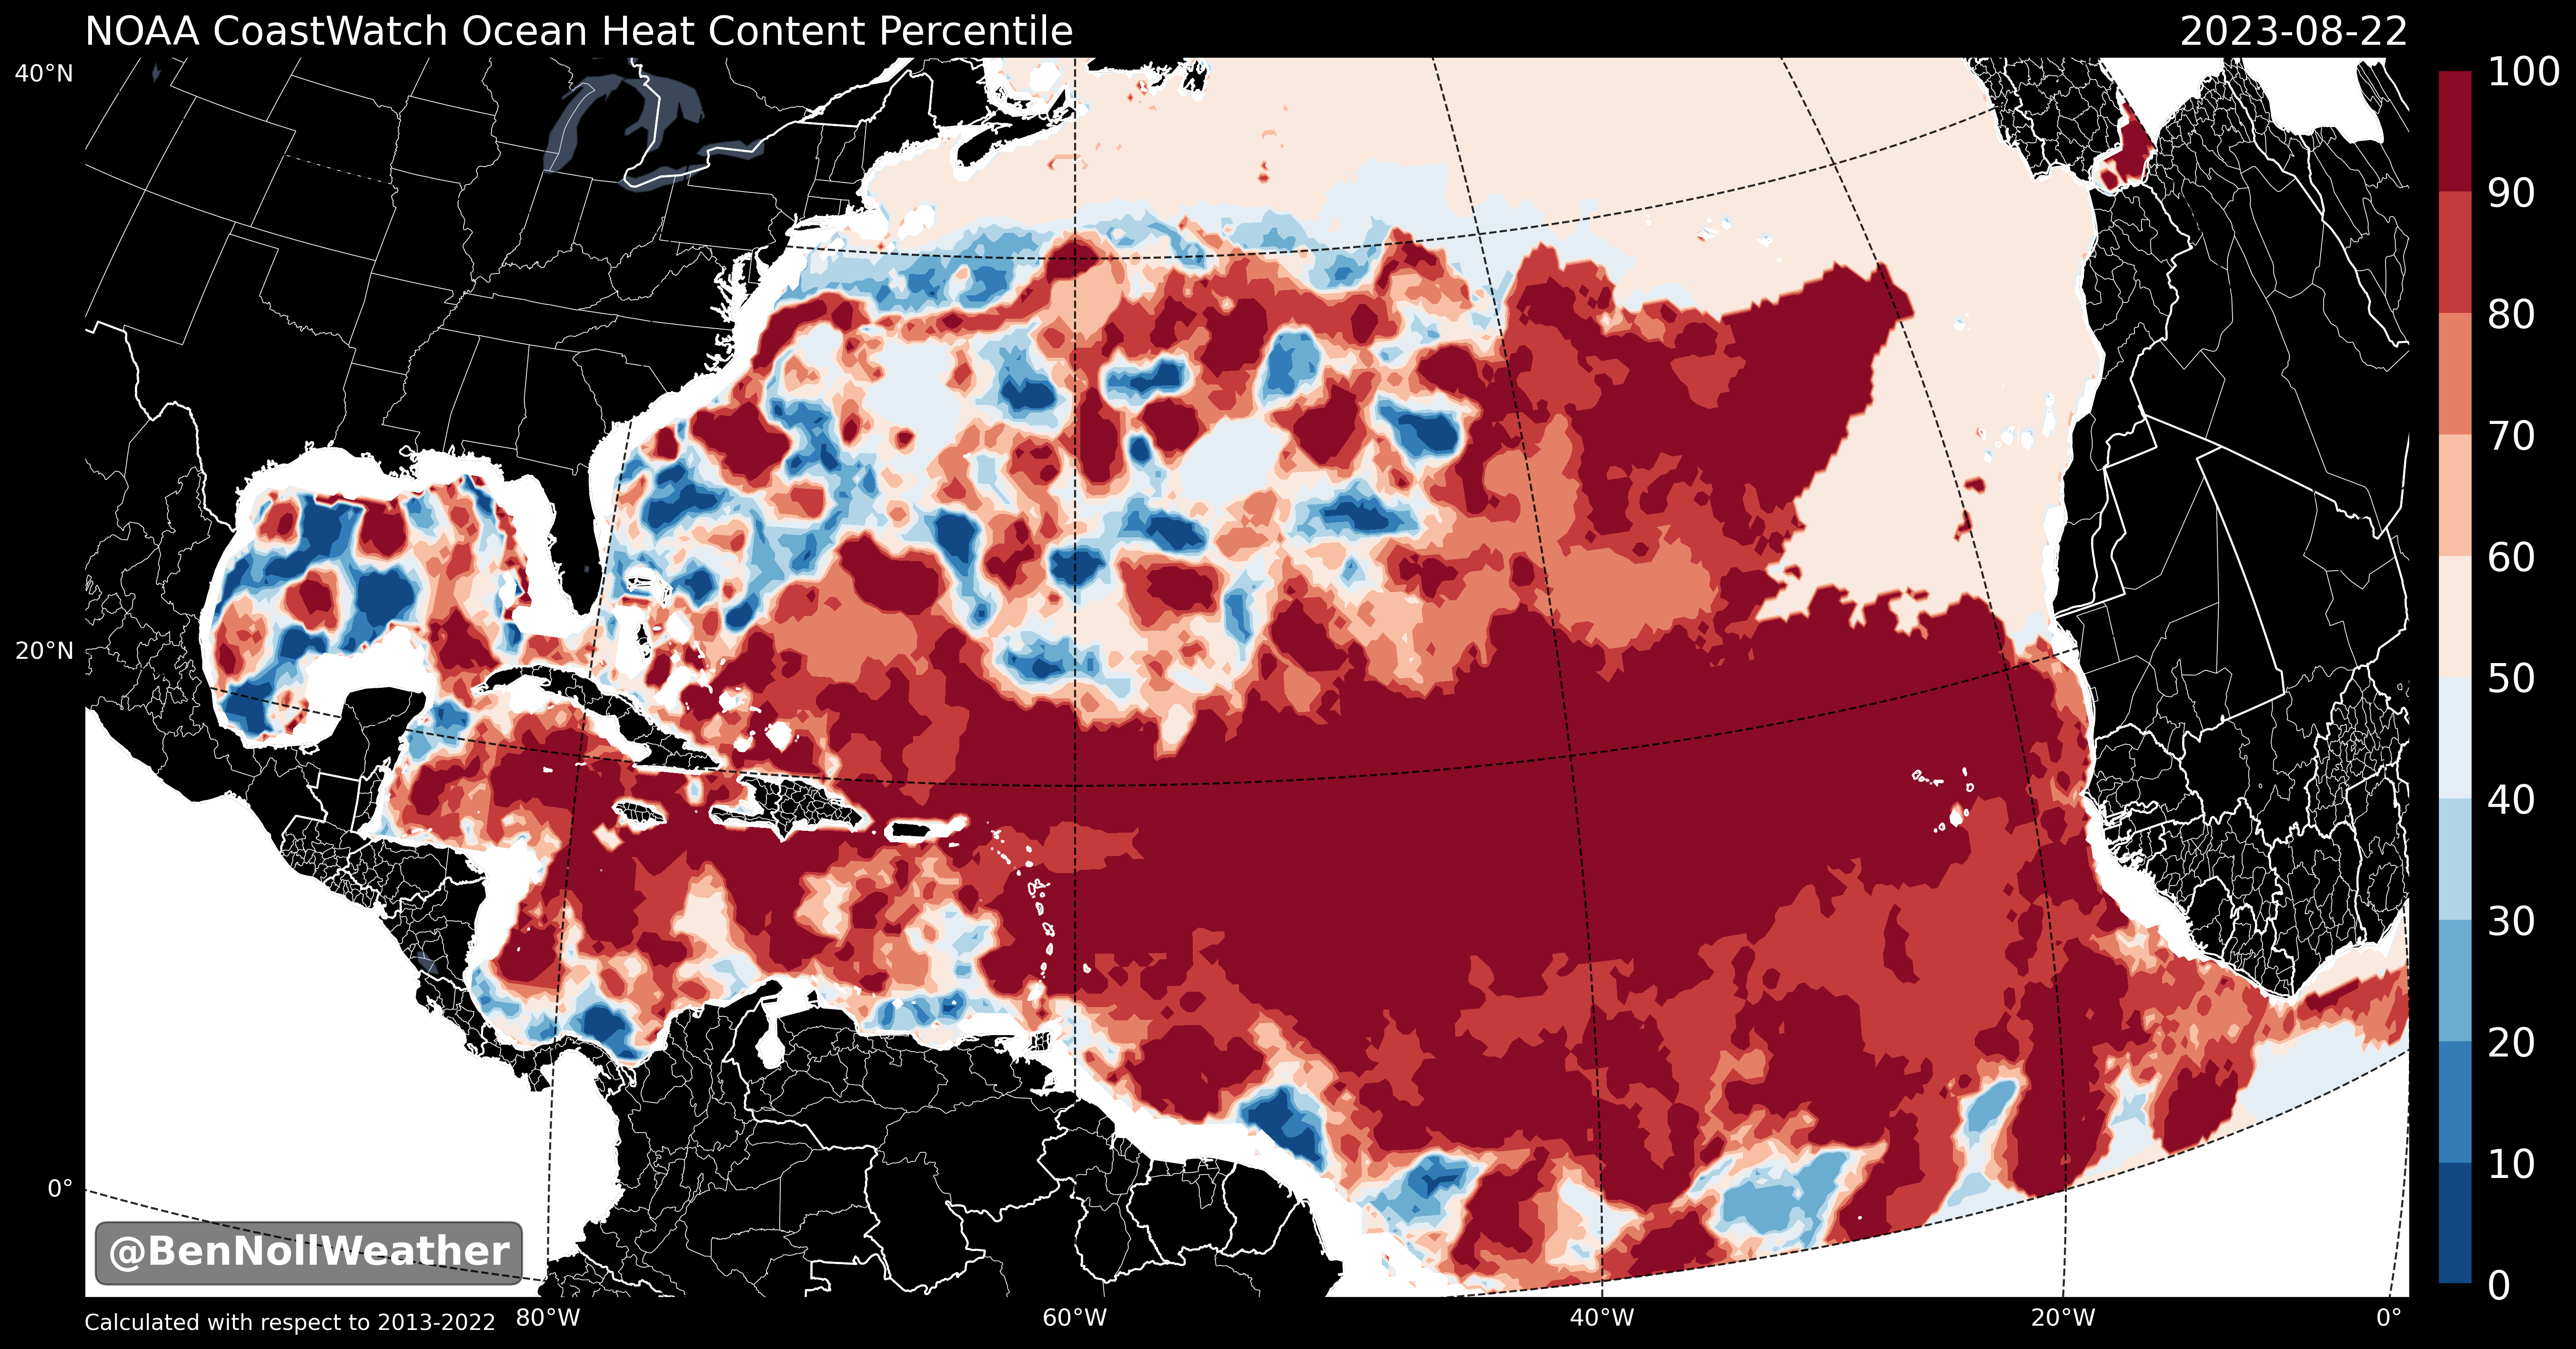 NOAA CoastWatch Ocean Heat Content Percentile
2023-08-22
40°N
20°N
0°
100
90
80
70
60
50
40
30
20
10
0
@BenNollWeather
Calculated with respect to 2013-2022
80°W
60°W
40°W
20°W
0°